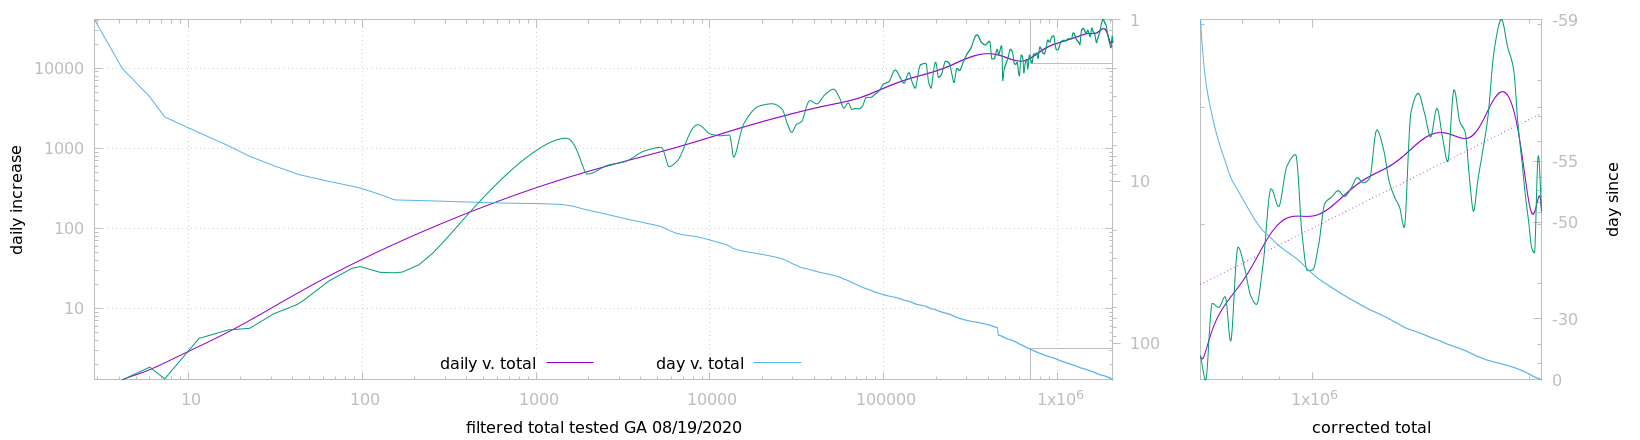 daily increase
10000
1000
100
10
1
10
100
10
100
1000
10000
100000
1x10^6
daily v. total
day v. total
filtered total tested GA 08/19/2020
-59
-55
-50
-30
0
day since
1x10^6
corrected total